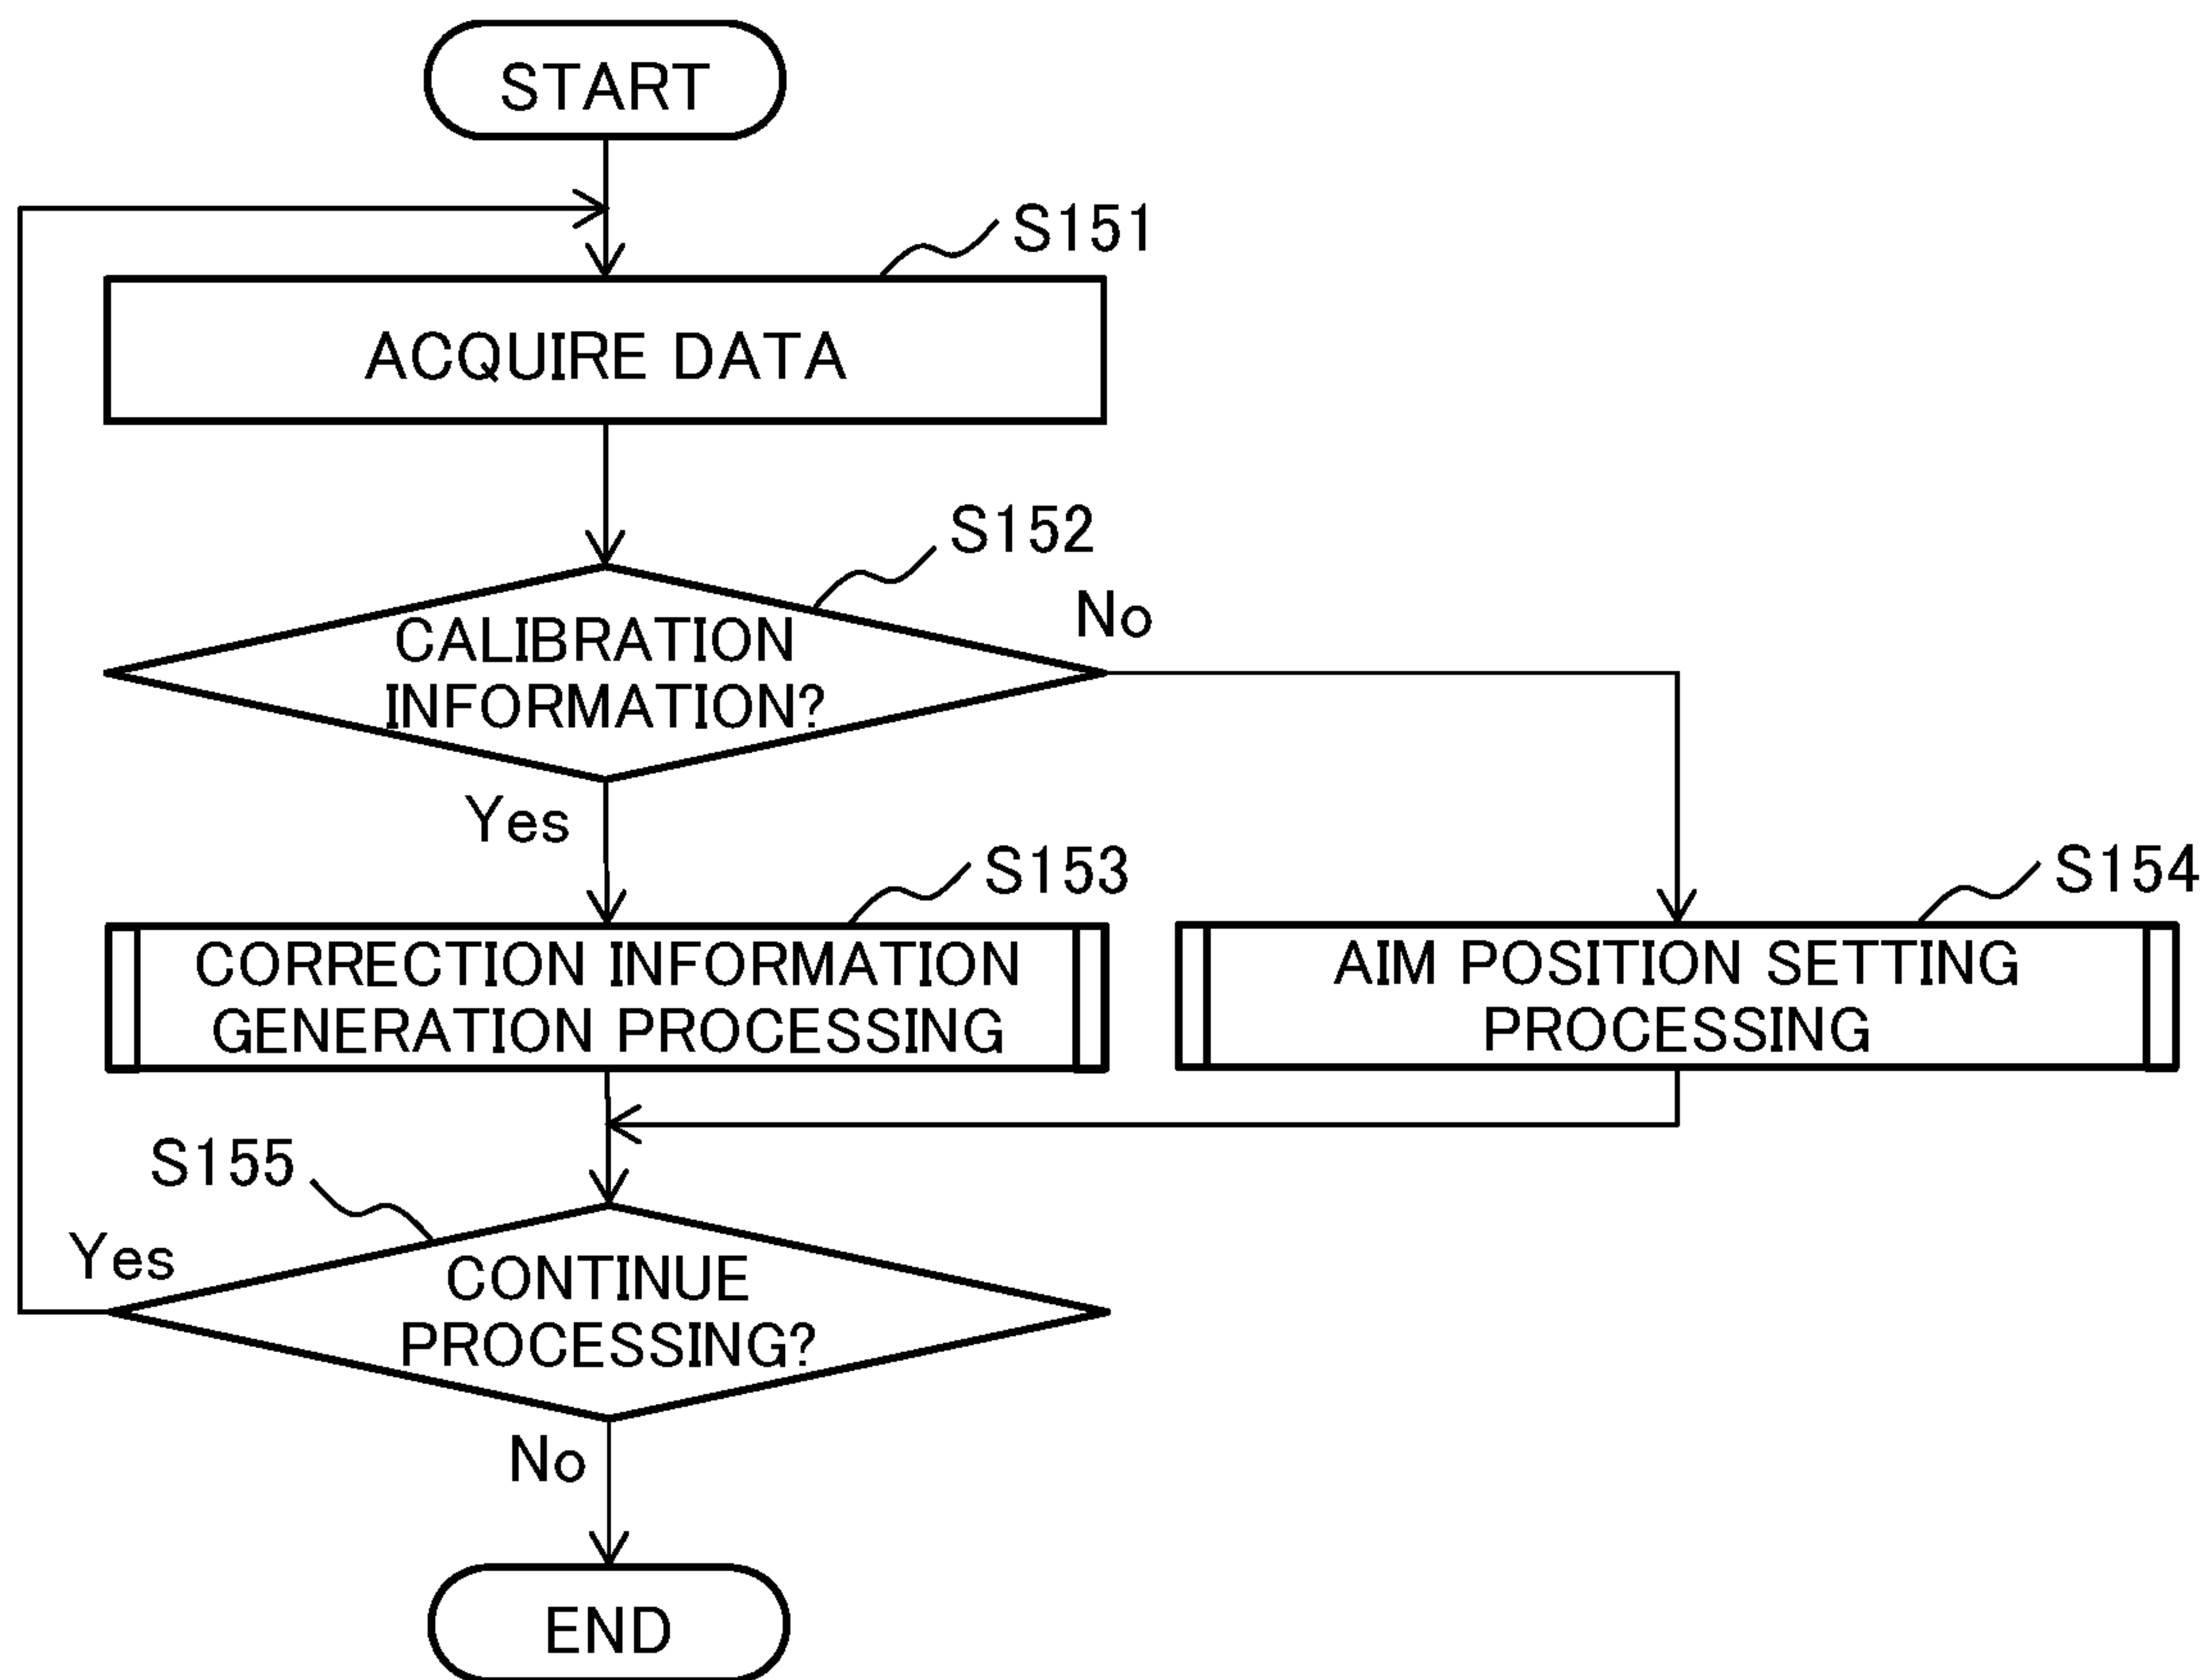 START
S151
ACQUIRE DATA
S152
CALIBRATION
INFORMATION?
No
Yes
S153
CORRECTION INFORMATION
GENERATION PROCESSING
S154
AIM POSITION SETTING
PROCESSING
S155
Yes
CONTINUE
PROCESSING?
No
END